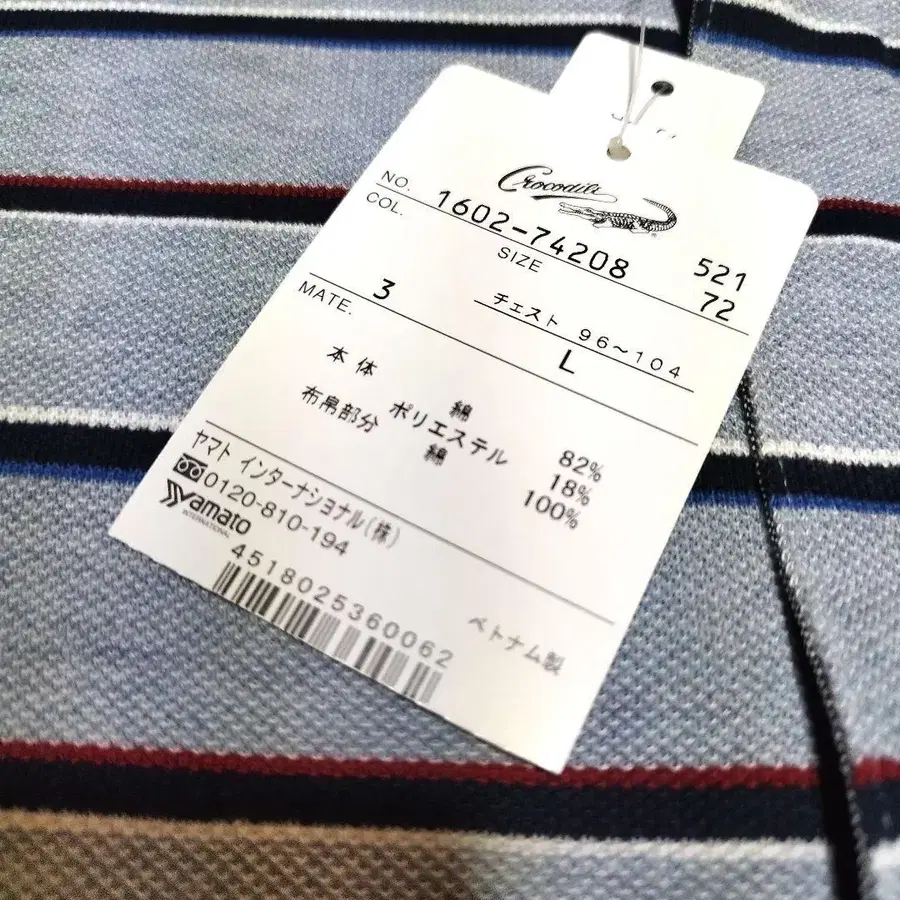 Crocodile
NO. 1602-74208 521
COL. SIZE 72
3 チェスト 96~104
MATE. L
本体 綿 82%
ポリエステル 18%
布帛部分 綿 100%
ヤマト インターナショナル(株)
0120-810-194
Yamato
INTERNATIONAL
4518025360062
ベトナム製